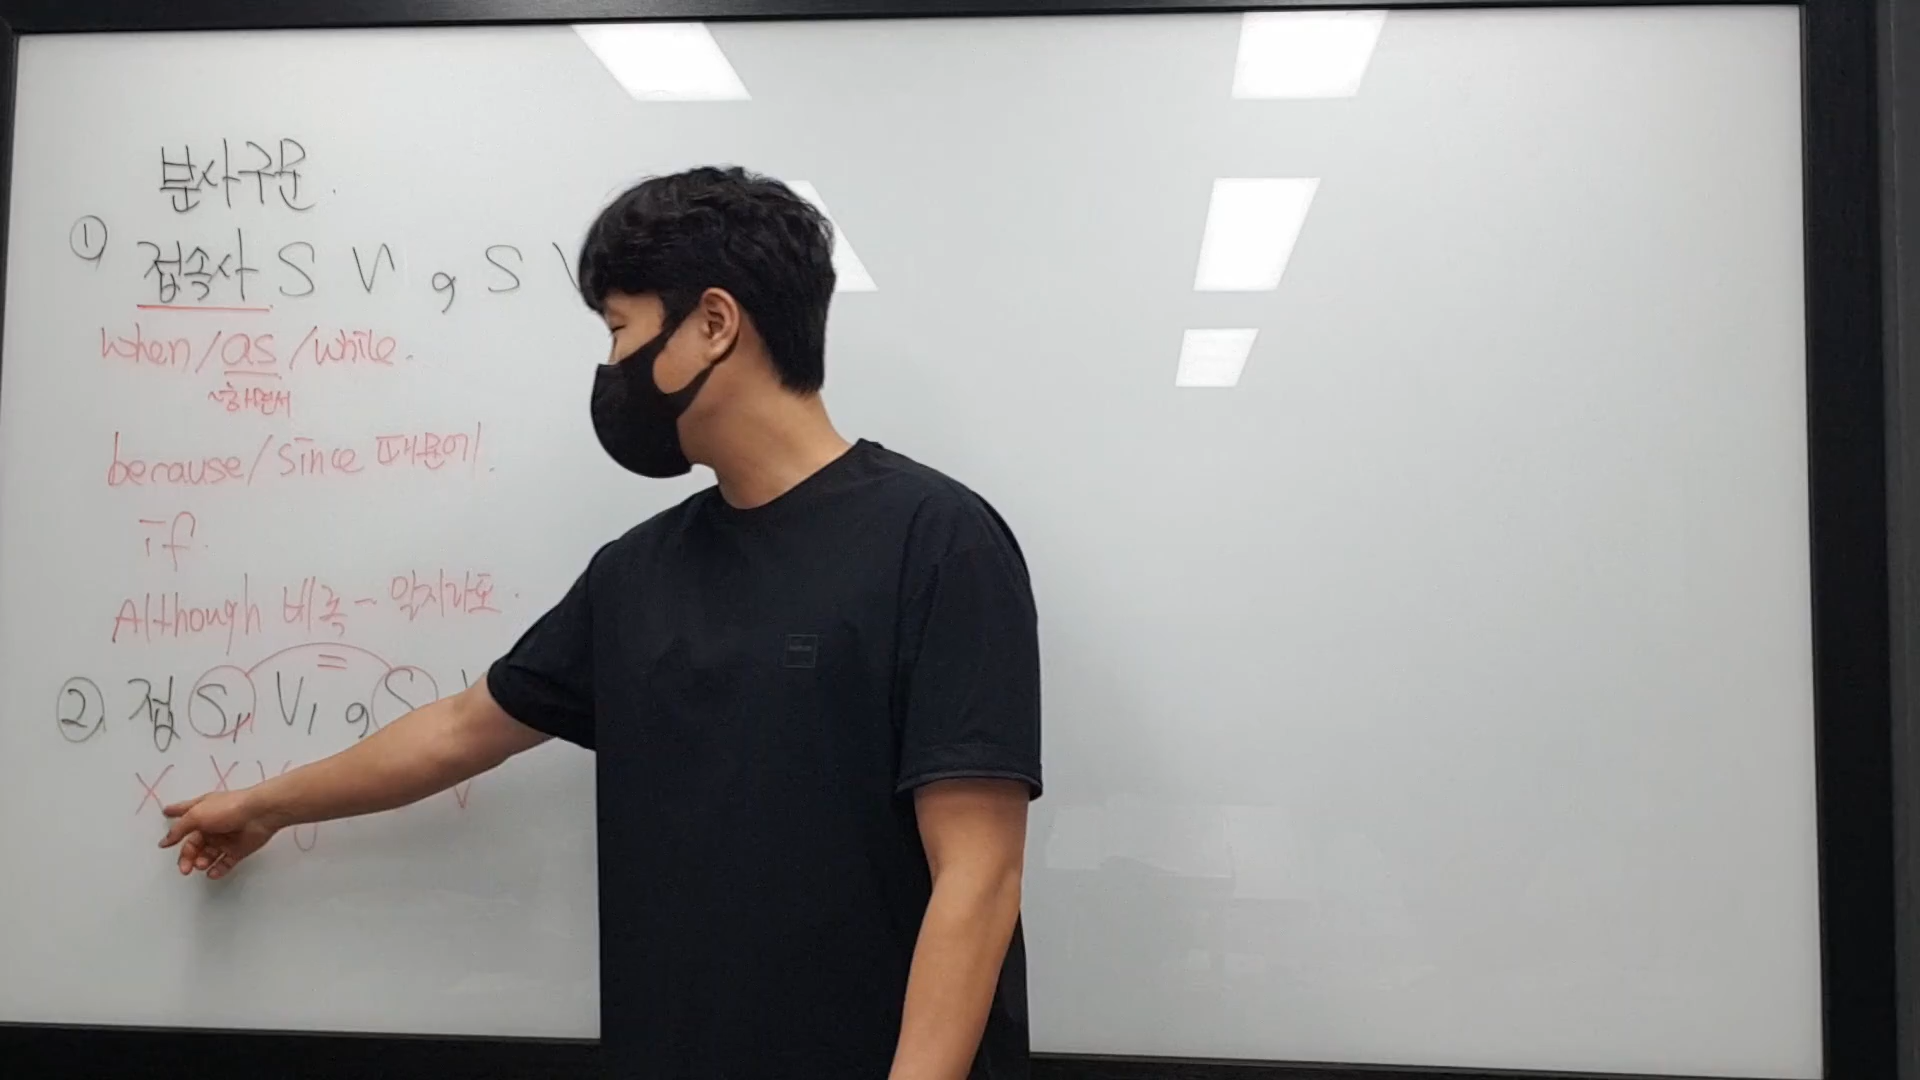 분사구문.
① 접속사 S V , S V
when/as/while.
~하면서
because/since 때문에.
if.
Although 비록~일지라도.
=
② 접 S₁ V₁ , S V
X X V V